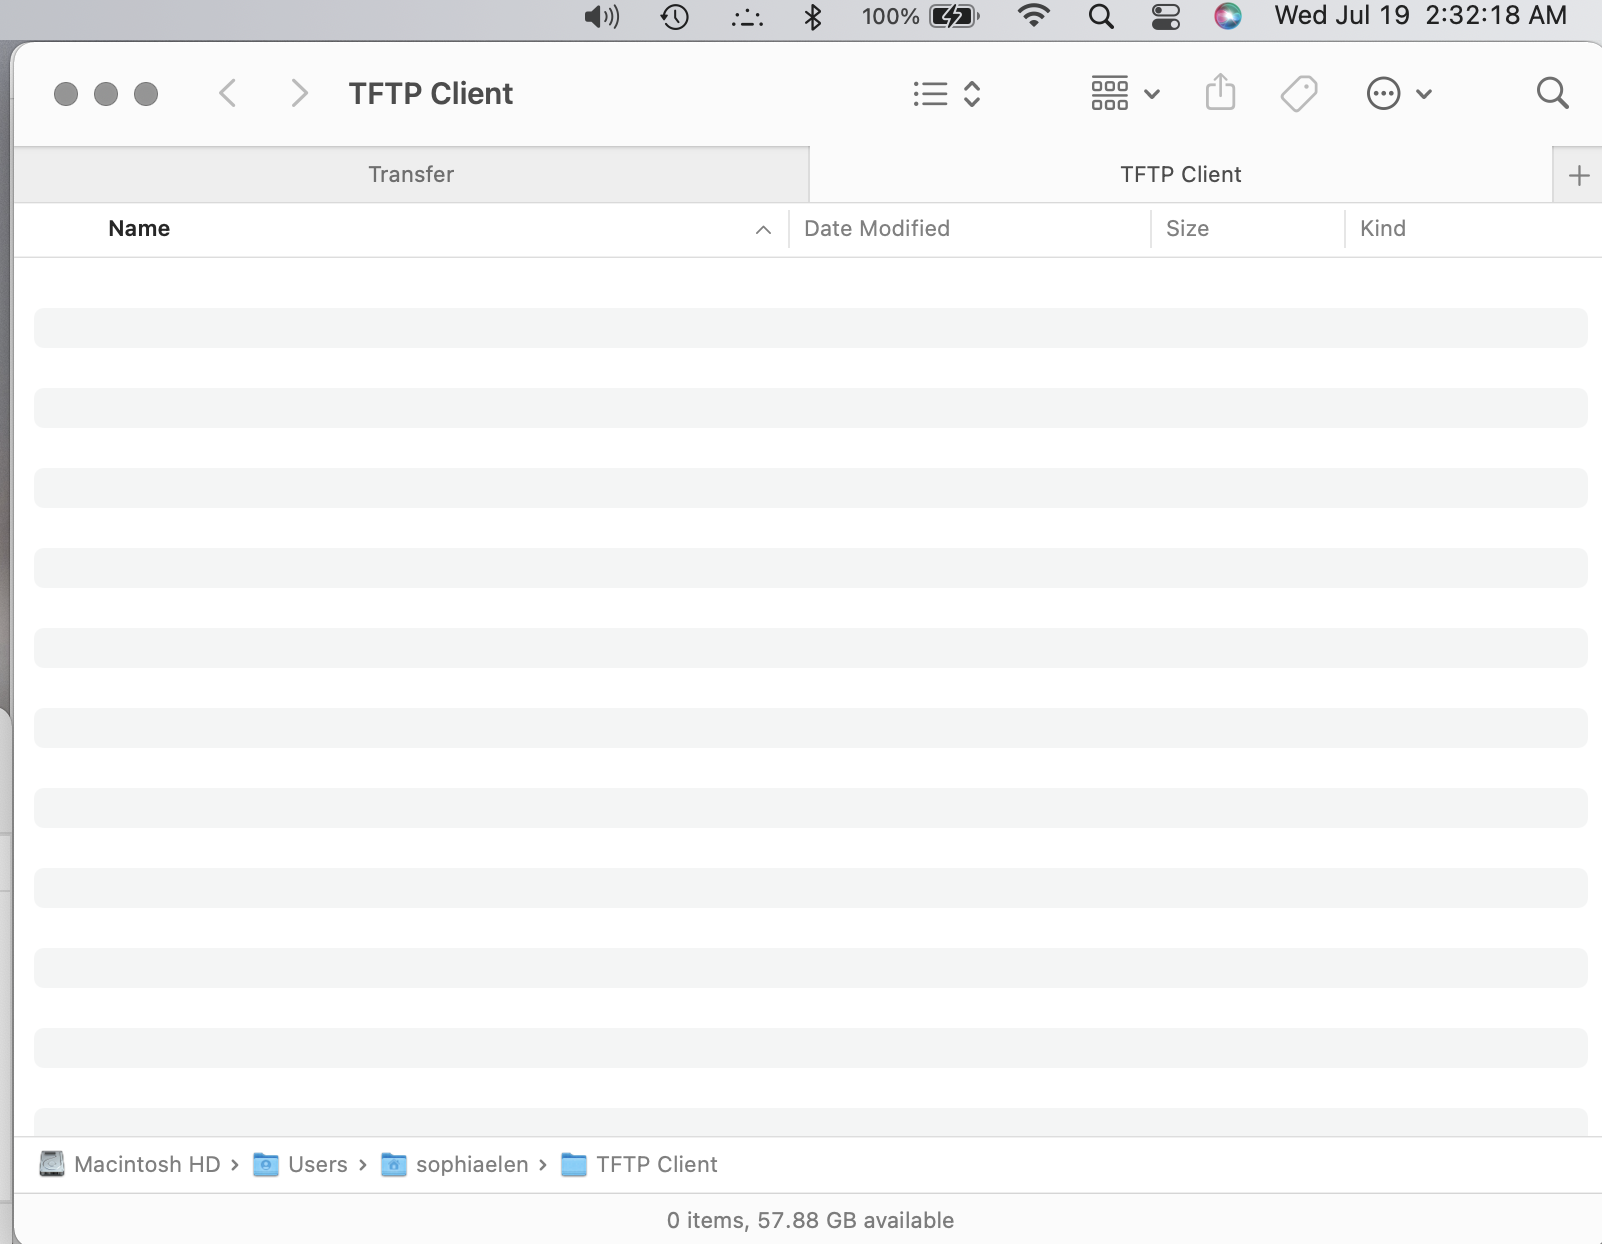 100% Wed Jul 19 2:32:18 AM
TFTP Client
Transfer TFTP Client
Name Date Modified Size Kind
Macintosh HD › Users › sophiaelen › TFTP Client
0 items, 57.88 GB available